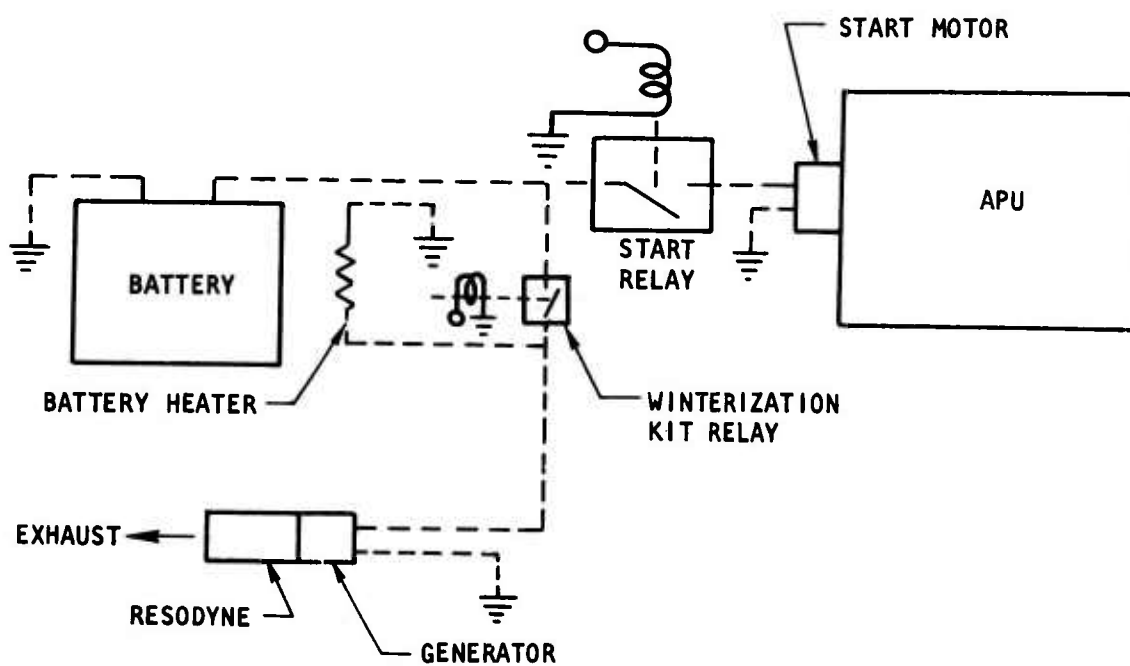 START MOTOR
APU
START
RELAY
BATTERY
BATTERY HEATER
WINTERIZATION
KIT RELAY
EXHAUST
RESODYNE
GENERATOR